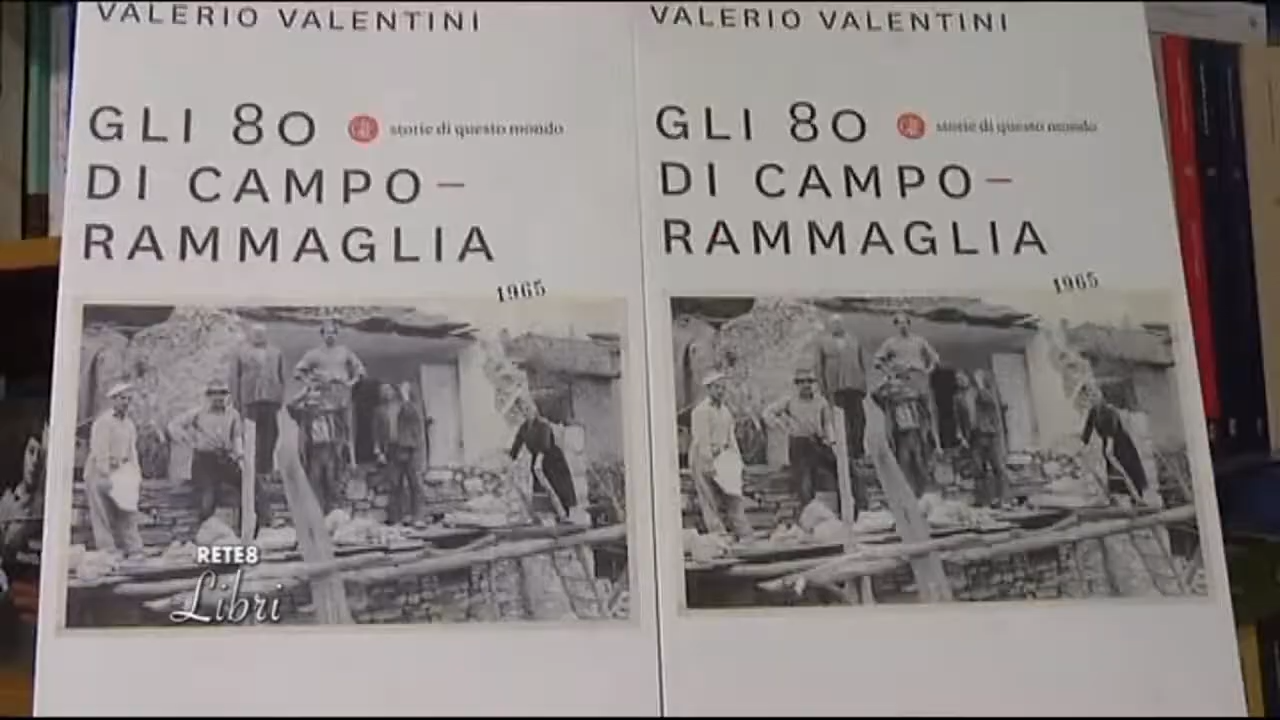 VALERIO VALENTINI
GLI 80
storie di questo mondo
DI CAMPO–
RAMMAGLIA
1965
VALERIO VALENTINI
GLI 80
storie di questo mondo
DI CAMPO–
RAMMAGLIA
1965
RETE8
Libri